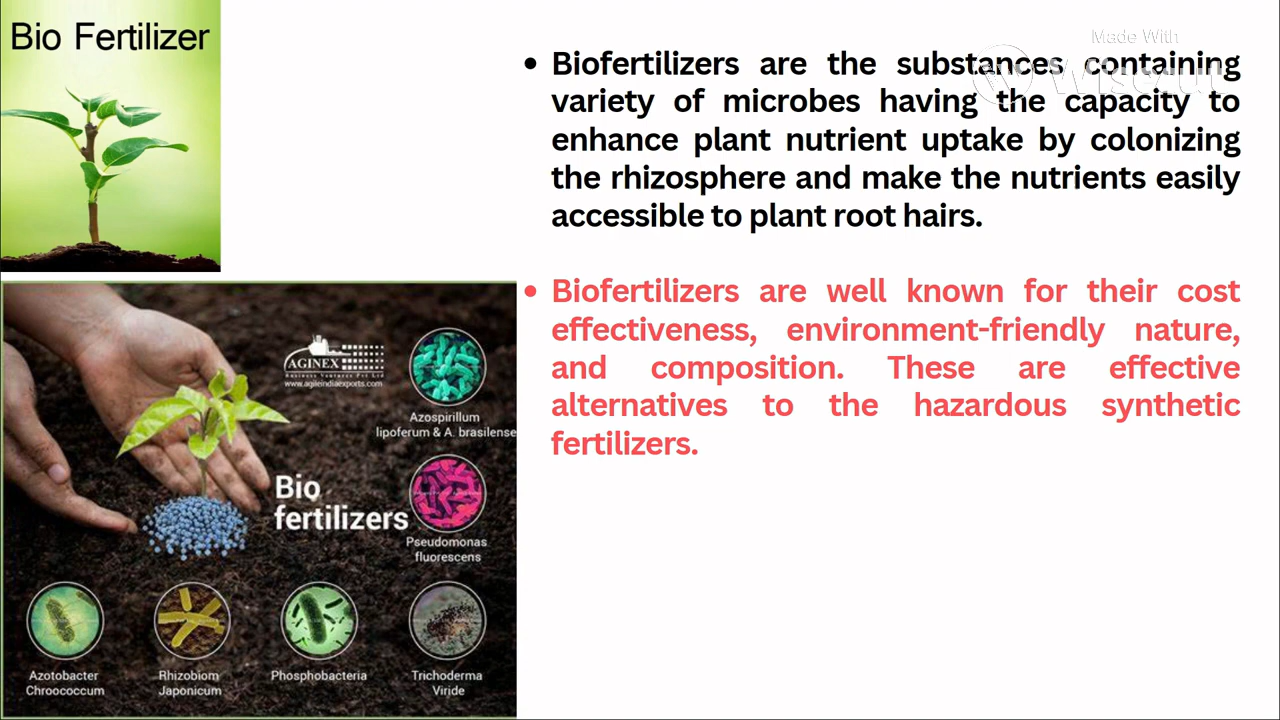 Bio Fertilizer
• Biofertilizers are the substances containing
variety of microbes having the capacity to
enhance plant nutrient uptake by colonizing
the rhizosphere and make the nutrients easily
accessible to plant root hairs.
• Biofertilizers are well known for their cost
effectiveness, environment-friendly nature,
and composition. These are effective
alternatives to the hazardous synthetic
fertilizers.
Made With
AGINEX
Business Ventures Pvt Ltd
www.agileindiaexports.com
Azospirillum
lipoferum & A. brasilense
Bio
fertilizers
Pseudomonas
fluorescens
Azotobacter
Chroococcum
Rhizobiom
Japonicum
Phosphobacteria
Trichoderma
Viride